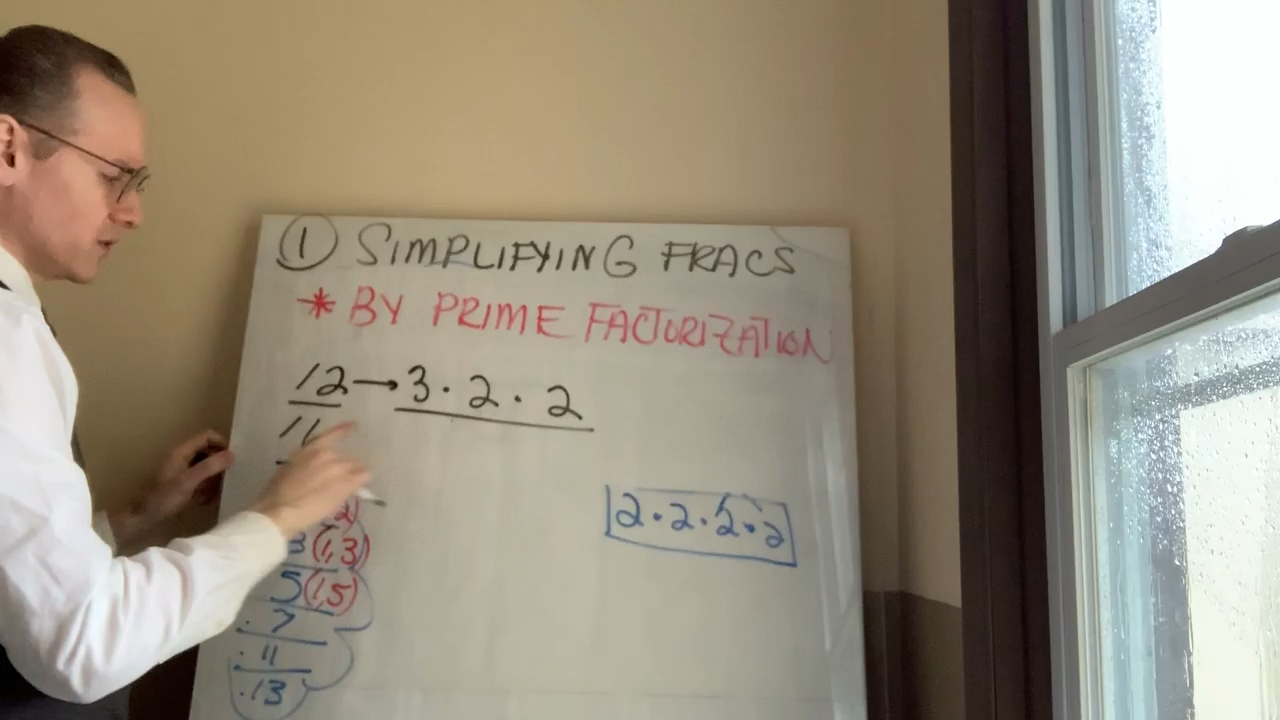 1 SIMPLIFYING FRACS
* BY PRIME FACTORIZATION
12 → 3 · 2 · 2
2 · 2 · 2 · 2
2)
3 (1,3)
5 (1,5)
· 7
· 11
· 13